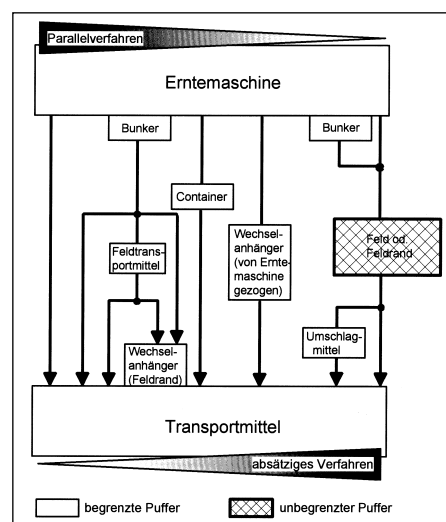 Parallelverfahren
Erntemaschine
Bunker
Bunker
Container
Wechsel-
anhänger
(von Ernte-
maschine
gezogen)
Feld od.
Feldrand
Feldtrans-
portmittel
Umschlag-
mittel
Wechsel-
anhänger
(Feldrand)
Transportmittel
absätziges Verfahren
begrenzte Puffer
unbegrenzter Puffer